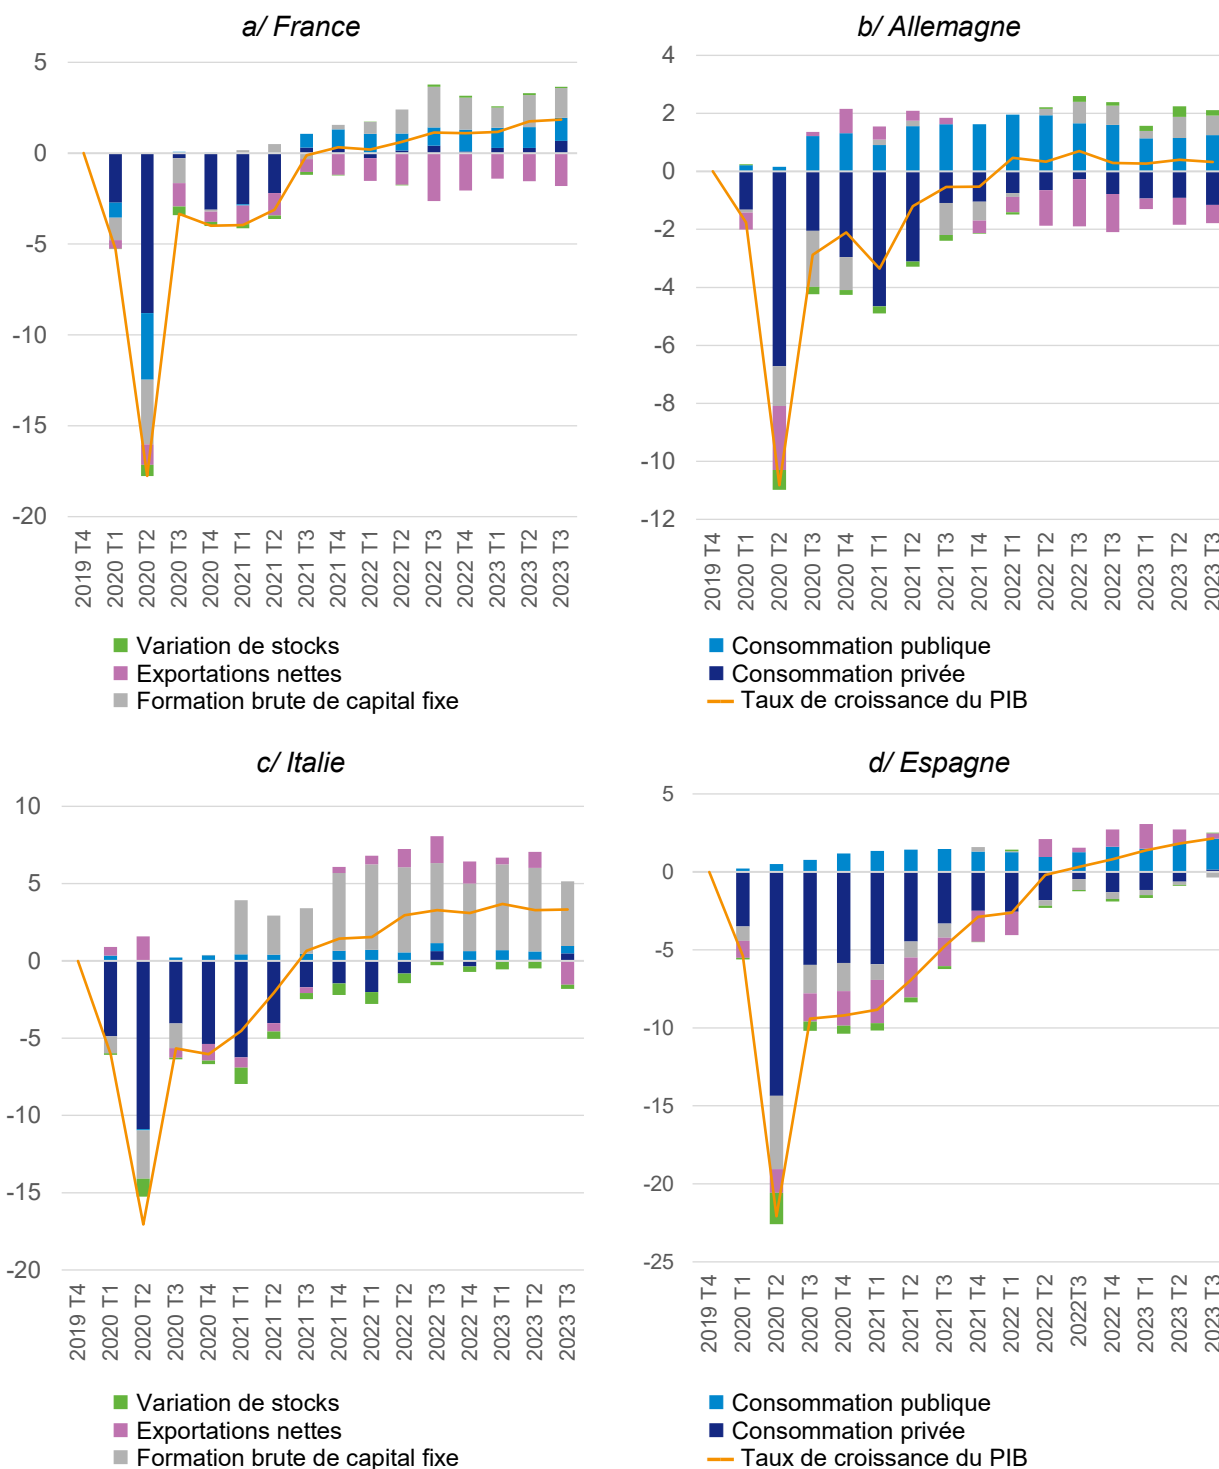 a/ France
5
0
-5
-10
-15
-20
2019 T4
2020 T1
2020 T2
2020 T3
2020 T4
2021 T1
2021 T2
2021 T3
2021 T4
2022 T1
2022 T2
2022 T3
2022 T4
2023 T1
2023 T2
2023 T3
Variation de stocks
Exportations nettes
Formation brute de capital fixe
b/ Allemagne
4
2
0
-2
-4
-6
-8
-10
-12
2019 T4
2020 T1
2020 T2
2020 T3
2020 T4
2021 T1
2021 T2
2021 T3
2021 T4
2022 T1
2022 T2
2022 T3
2022 T4
2023 T1
2023 T2
2023 T3
Consommation publique
Consommation privée
Taux de croissance du PIB
c/ Italie
10
5
0
-5
-10
-15
-20
2019 T4
2020 T1
2020 T2
2020 T3
2020 T4
2021 T1
2021 T2
2021 T3
2021 T4
2022 T1
2022 T2
2022 T3
2022 T4
2023 T1
2023 T2
2023 T3
Variation de stocks
Exportations nettes
Formation brute de capital fixe
d/ Espagne
5
0
-5
-10
-15
-20
-25
2019 T4
2020 T1
2020 T2
2020 T3
2020 T4
2021 T1
2021 T2
2021 T3
2021 T4
2022 T1
2022 T2
2022T3
2022 T4
2023 T1
2023 T2
2023 T3
Consommation publique
Consommation privée
Taux de croissance du PIB